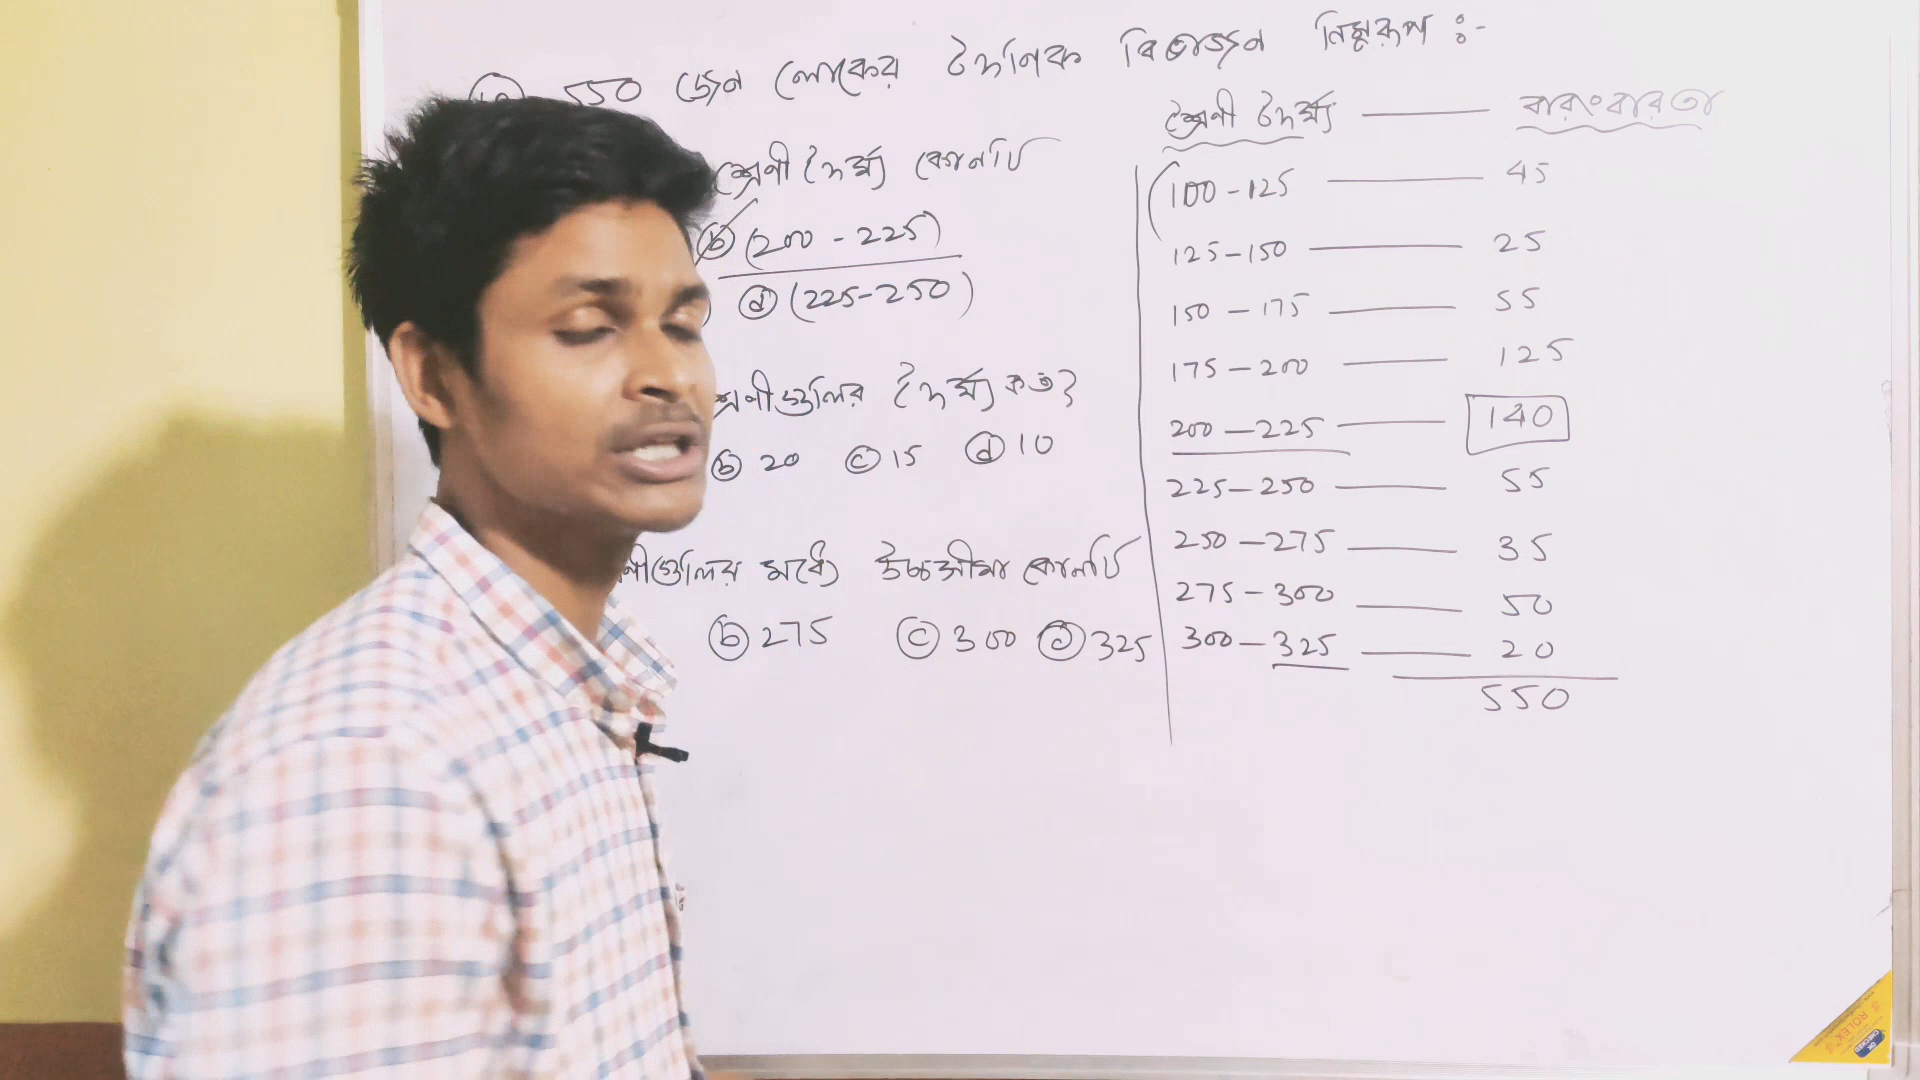 550 জন লোকের দৈনিক বিভাজন নিম্নরূপ :-
শ্রেণী দৈর্ঘ্য কোনটি
ⓑ (200 - 225)
ⓓ (225-250)
শ্রেণীগুলির দৈর্ঘ্য কত?
ⓑ 20 ⓒ 15 ⓓ 10
শ্রেণীগুলির মধ্যে উচ্চসীমা কোনটি
ⓑ 275 ⓒ 300 ⓓ 325
শ্রেণী দৈর্ঘ্য — বারংবারতা
100 - 125 — 45
125 - 150 — 25
150 - 175 — 55
175 - 200 — 125
200 - 225 — 140
225 - 250 — 55
250 - 275 — 35
275 - 300 — 50
300 - 325 — 20
550
ROLEX